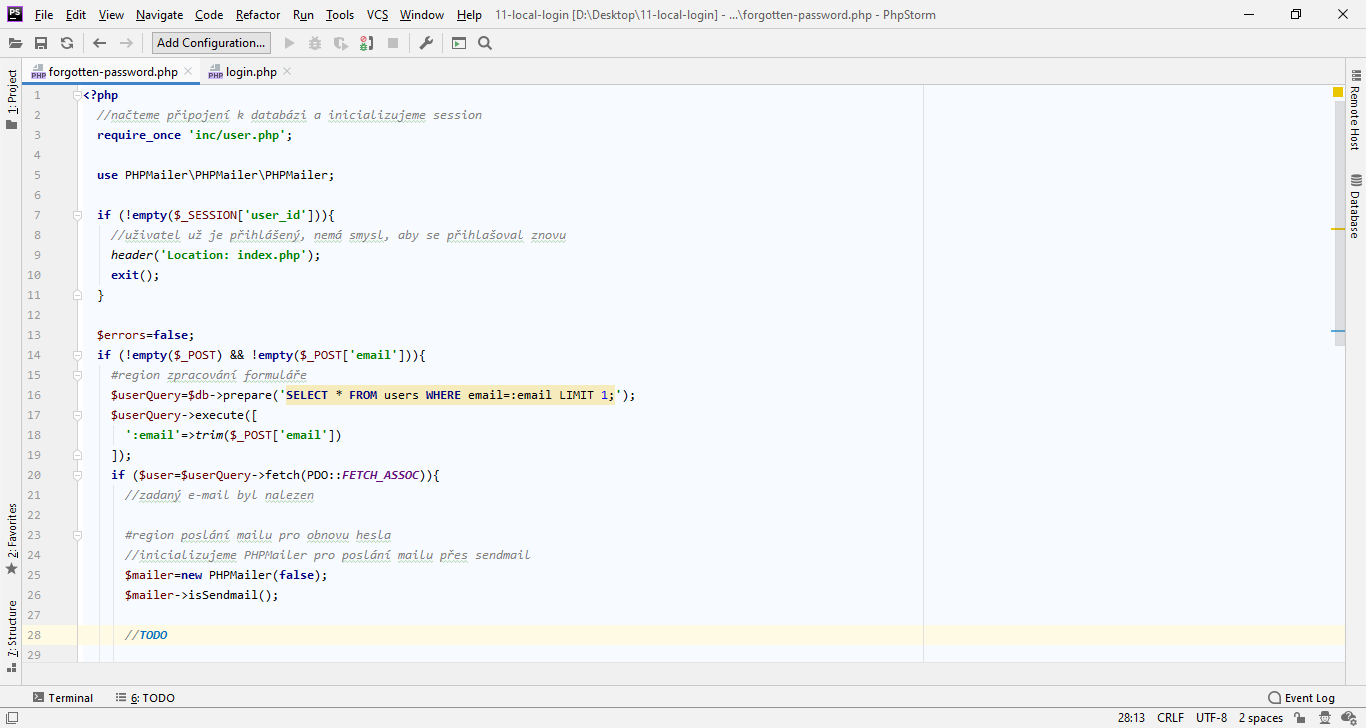 PS File Edit View Navigate Code Refactor Run Tools VCS Window Help 11-local-login [D:\Desktop\11-local-login] - ...\forgotten-password.php - PhpStorm
Add Configuration...
1: Project
PHP forgotten-password.php PHP login.php
1 <?php
2 //načteme připojení k databázi a inicializujeme session
3 require_once 'inc/user.php';
4
5 use PHPMailer\PHPMailer\PHPMailer;
6
7 if (!empty($_SESSION['user_id'])){
8 //uživatel už je přihlášený, nemá smysl, aby se přihlašoval znovu
9 header('Location: index.php');
10 exit();
11 }
12
13 $errors=false;
14 if (!empty($_POST) && !empty($_POST['email'])){
15 #region zpracování formuláře
16 $userQuery=$db->prepare('SELECT * FROM users WHERE email=:email LIMIT 1;');
17 $userQuery->execute([
18 ':email'=>trim($_POST['email'])
19 ]);
20 if ($user=$userQuery->fetch(PDO::FETCH_ASSOC)){
21 //zadaný e-mail byl nalezen
22
23 #region poslání mailu pro obnovu hesla
24 //inicializujeme PHPMailer pro poslání mailu přes sendmail
25 $mailer=new PHPMailer(false);
26 $mailer->isSendmail();
27
28 //TODO
29
2: Favorites
7: Structure
Remote Host
Database
Terminal 6: TODO Event Log
28:13 CRLF UTF-8 2 spaces